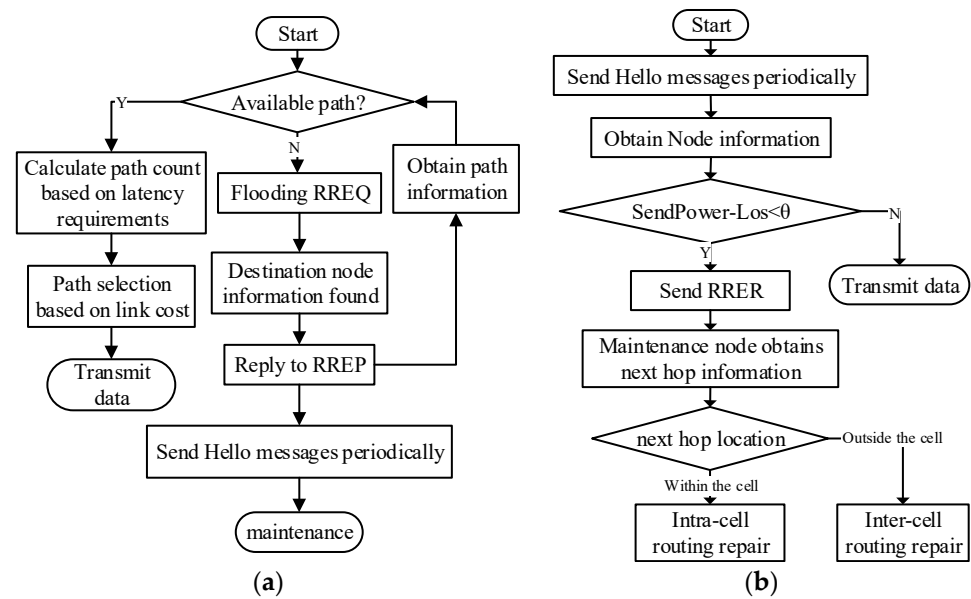 Start
Available path?
Y
N
Calculate path count
based on latency
requirements
Path selection
based on link cost
Transmit
data
Flooding RREQ
Destination node
information found
Reply to RREP
Obtain path
information
Send Hello messages periodically
maintenance
(a)
Start
Send Hello messages periodically
Obtain Node information
SendPower-Los<θ
N
Y
Transmit data
Send RRER
Maintenance node obtains
next hop information
next hop location
Outside the cell
Within the cell
Intra-cell
routing repair
Inter-cell
routing repair
(b)